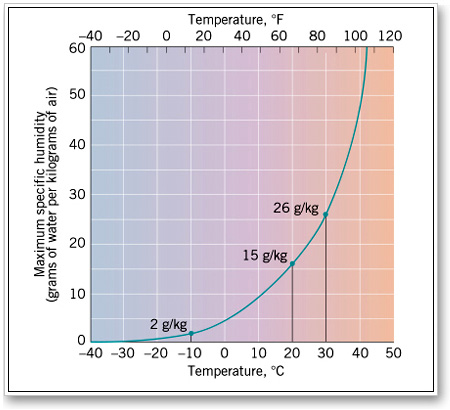 Temperature, °F
-40 -20 0 20 40 60 80 100 120
Maximum specific humidity
(grams of water per kilograms of air)
60
50
40
30
20
10
0
26 g/kg
15 g/kg
2 g/kg
-40 -30 -20 -10 0 10 20 30 40 50
Temperature, °C